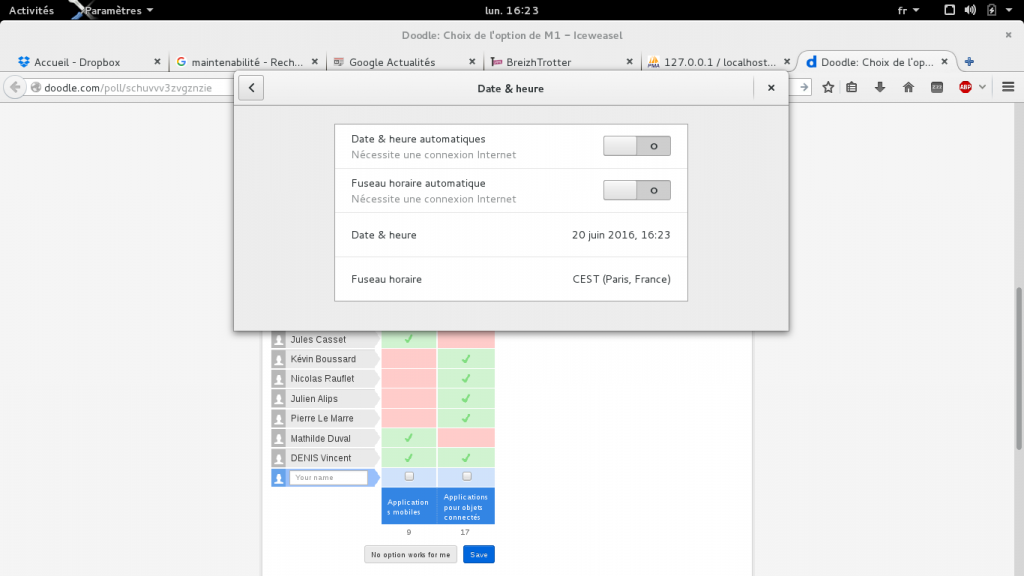 Activités
Paramètres
lun. 16:23
fr
Doodle: Choix de l'option de M1 – Iceweasel
Accueil - Dropbox
maintenabilité - Rech...
Google Actualités
BreizhTrotter
127.0.0.1 / localhost...
Doodle: Choix de l'op...
doodle.com/poll/schuvvv3zvgznzie
ABP
Date & heure
Date & heure automatiques
Nécessite une connexion Internet
O
Fuseau horaire automatique
Nécessite une connexion Internet
O
Date & heure
20 juin 2016, 16:23
Fuseau horaire
CEST (Paris, France)
Jules Casset
Kévin Boussard
Nicolas Rauflet
Julien Alips
Pierre Le Marre
Mathilde Duval
DENIS Vincent
Your name
Application
s mobiles
Applications
pour objets
connectés
9
17
No option works for me
Save